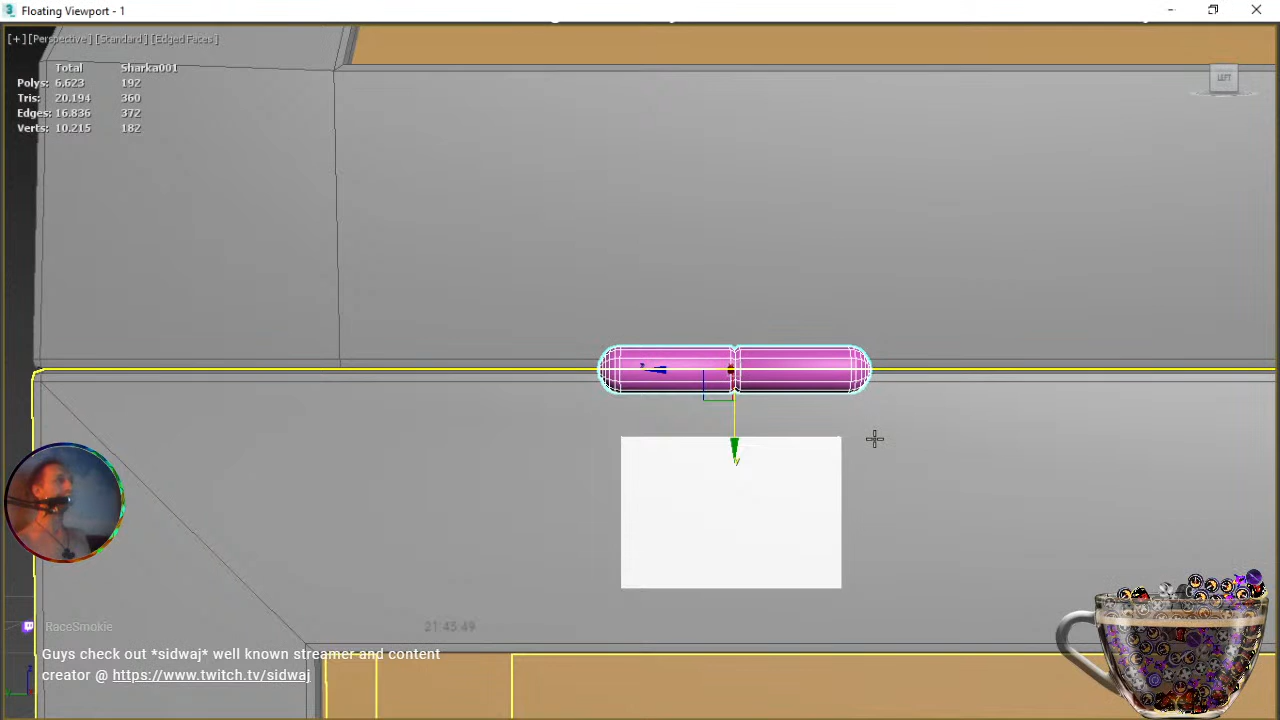 Floating Viewport - 1
[+] [Perspective] [Standard] [Edged Faces]
Total Sharka001
Polys: 6.623 192
Tris: 20.194 360
Edges: 16.836 372
Verts: 10.215 182
LEFT
y
RaceSmokie
21:45:49
Guys check out *sidwaj* well known streamer and content
creator @ https://www.twitch.tv/sidwaj